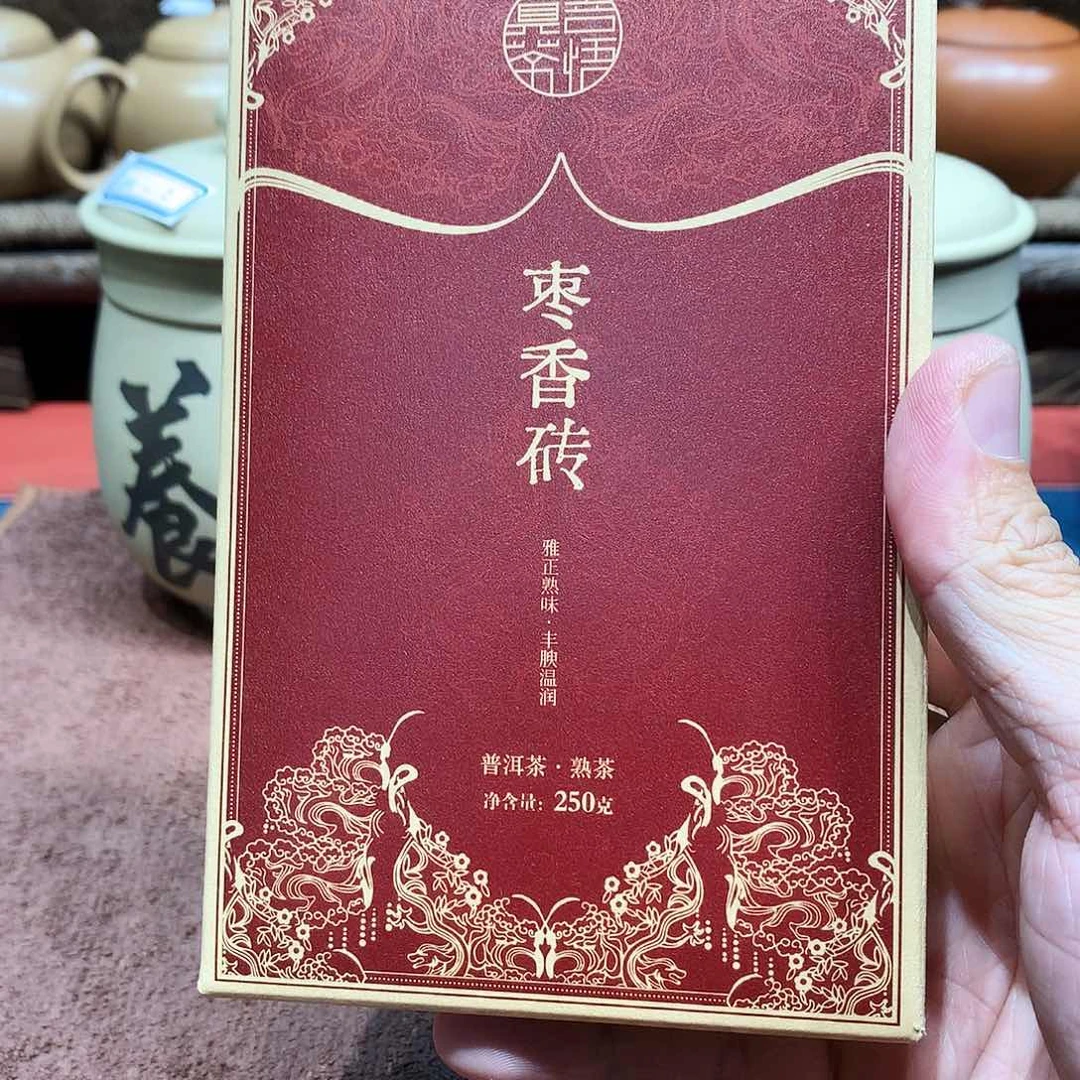 枣香砖
雅正熟味·丰腴温润
普洱茶·熟茶
净含量：250克
養